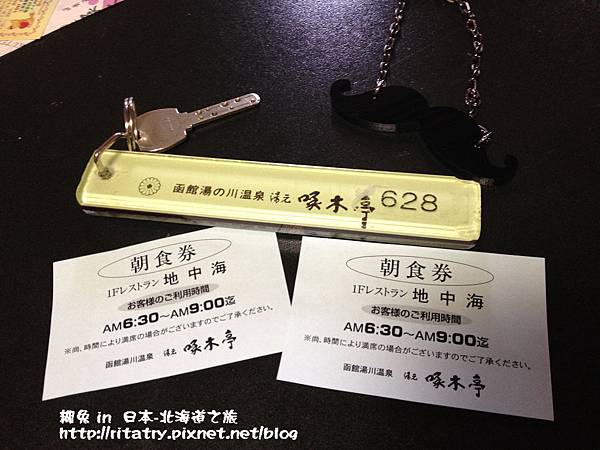 函館湯の川温泉 湯元 啄木亭 628
朝食券
1Fレストラン 地中海
お客様のご利用時間
AM6:30～AM9:00迄
※尚、時間により満席の場合がございますのでご了承ください。
函館湯川温泉 湯元 啄木亭
朝食券
1Fレストラン 地中海
お客様のご利用時間
AM6:30～AM9:00迄
※尚、時間により満席の場合がございますのでご了承ください。
函館湯川温泉 湯元 啄木亭
糊兔 in 日本-北海道之旅
http://ritatry.pixnet.net/blog